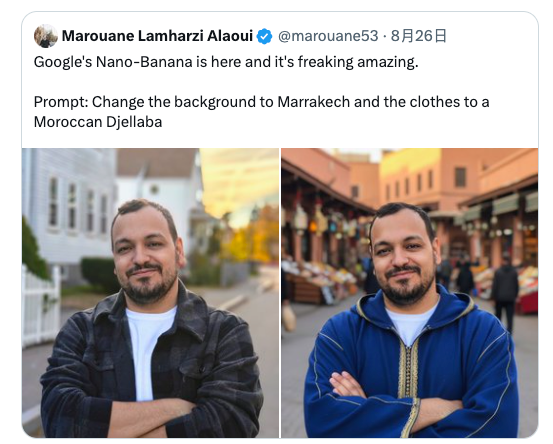 Marouane Lamharzi Alaoui @marouane53 · 8月26日
Google's Nano-Banana is here and it's freaking amazing.
Prompt: Change the background to Marrakech and the clothes to a
Moroccan Djellaba